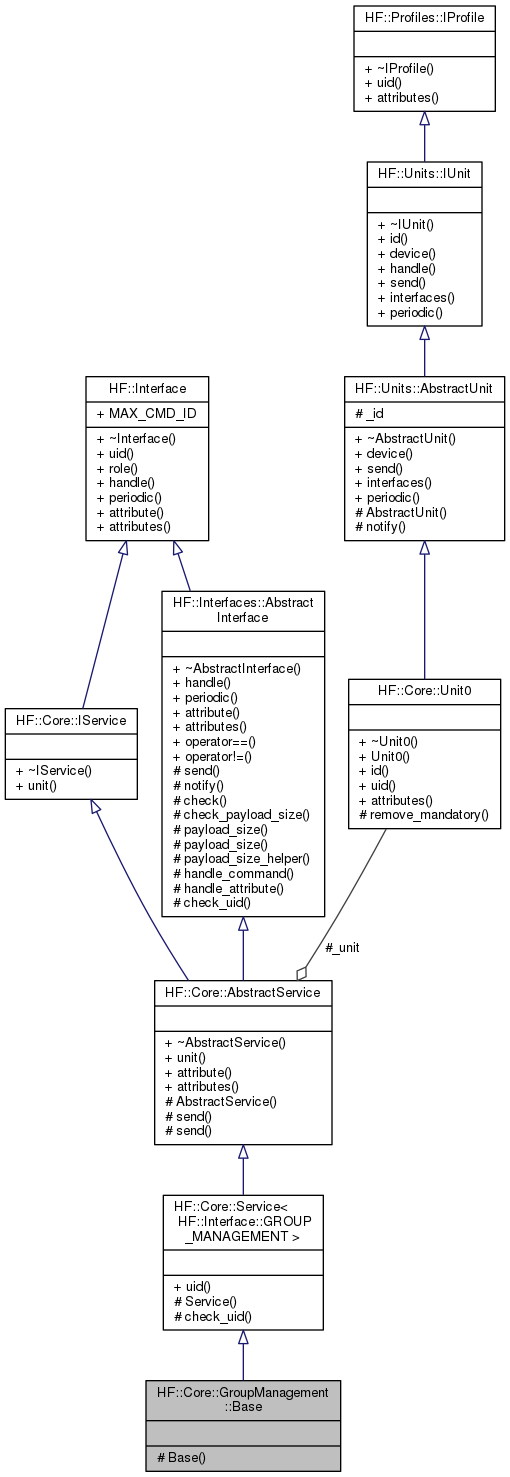 HF::Profiles::IProfile
+ ~IProfile()
+ uid()
+ attributes()
HF::Units::IUnit
+ ~IUnit()
+ id()
+ device()
+ handle()
+ send()
+ interfaces()
+ periodic()
HF::Interface
+ MAX_CMD_ID
+ ~Interface()
+ uid()
+ role()
+ handle()
+ periodic()
+ attribute()
+ attributes()
HF::Units::AbstractUnit
# _id
+ ~AbstractUnit()
+ device()
+ send()
+ interfaces()
+ periodic()
# AbstractUnit()
# notify()
HF::Interfaces::Abstract
Interface
+ ~AbstractInterface()
+ handle()
+ periodic()
+ attribute()
+ attributes()
+ operator==()
+ operator!=()
# send()
# notify()
# check()
# check_payload_size()
# payload_size()
# payload_size()
# payload_size_helper()
# handle_command()
# handle_attribute()
# check_uid()
HF::Core::IService
+ ~IService()
+ unit()
HF::Core::Unit0
+ ~Unit0()
+ Unit0()
+ id()
+ uid()
+ attributes()
# remove_mandatory()
#_unit
HF::Core::AbstractService
+ ~AbstractService()
+ unit()
+ attribute()
+ attributes()
# AbstractService()
# send()
# send()
HF::Core::Service<
HF::Interface::GROUP
_MANAGEMENT >
+ uid()
# Service()
# check_uid()
HF::Core::GroupManagement
::Base
# Base()